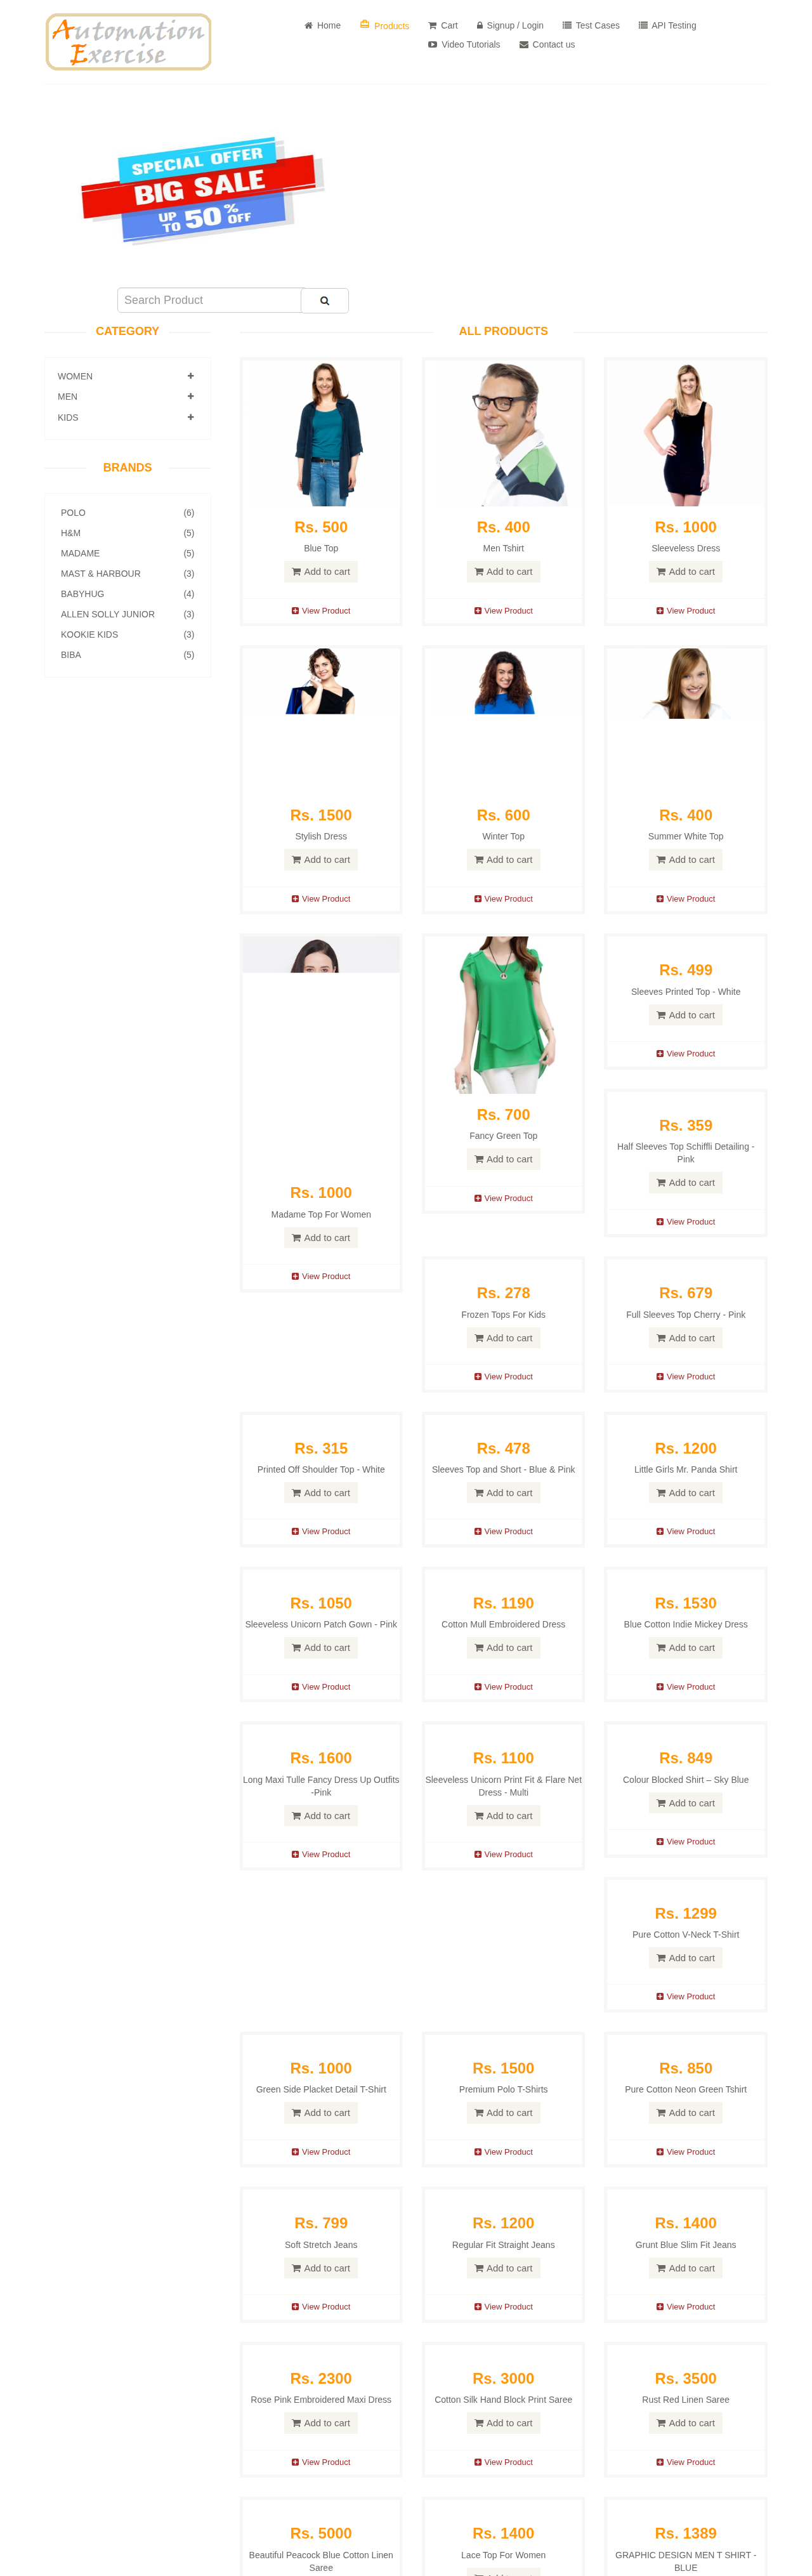 Automation
Exercise
Home
Products
Cart
Signup / Login
Test Cases
API Testing
Video Tutorials
Contact us
SPECIAL OFFER
BIG SALE
UP TO 50% OFF
Search Product
CATEGORY
WOMEN
MEN
KIDS
BRANDS
POLO (6)
H&M (5)
MADAME (5)
MAST & HARBOUR (3)
BABYHUG (4)
ALLEN SOLLY JUNIOR (3)
KOOKIE KIDS (3)
BIBA (5)
ALL PRODUCTS
Rs. 500
Blue Top
Add to cart
View Product
Rs. 400
Men Tshirt
Add to cart
View Product
Rs. 1000
Sleeveless Dress
Add to cart
View Product
Rs. 1500
Stylish Dress
Add to cart
View Product
Rs. 600
Winter Top
Add to cart
View Product
Rs. 400
Summer White Top
Add to cart
View Product
Rs. 1000
Madame Top For Women
Add to cart
View Product
Rs. 700
Fancy Green Top
Add to cart
View Product
Rs. 499
Sleeves Printed Top - White
Add to cart
View Product
Rs. 359
Half Sleeves Top Schiffli Detailing -
Pink
Add to cart
View Product
Rs. 278
Frozen Tops For Kids
Add to cart
View Product
Rs. 679
Full Sleeves Top Cherry - Pink
Add to cart
View Product
Rs. 315
Printed Off Shoulder Top - White
Add to cart
View Product
Rs. 478
Sleeves Top and Short - Blue & Pink
Add to cart
View Product
Rs. 1200
Little Girls Mr. Panda Shirt
Add to cart
View Product
Rs. 1050
Sleeveless Unicorn Patch Gown - Pink
Add to cart
View Product
Rs. 1190
Cotton Mull Embroidered Dress
Add to cart
View Product
Rs. 1530
Blue Cotton Indie Mickey Dress
Add to cart
View Product
Rs. 1600
Long Maxi Tulle Fancy Dress Up Outfits
-Pink
Add to cart
View Product
Rs. 1100
Sleeveless Unicorn Print Fit & Flare Net
Dress - Multi
Add to cart
View Product
Rs. 849
Colour Blocked Shirt – Sky Blue
Add to cart
View Product
Rs. 1299
Pure Cotton V-Neck T-Shirt
Add to cart
View Product
Rs. 1000
Green Side Placket Detail T-Shirt
Add to cart
View Product
Rs. 1500
Premium Polo T-Shirts
Add to cart
View Product
Rs. 850
Pure Cotton Neon Green Tshirt
Add to cart
View Product
Rs. 799
Soft Stretch Jeans
Add to cart
View Product
Rs. 1200
Regular Fit Straight Jeans
Add to cart
View Product
Rs. 1400
Grunt Blue Slim Fit Jeans
Add to cart
View Product
Rs. 2300
Rose Pink Embroidered Maxi Dress
Add to cart
View Product
Rs. 3000
Cotton Silk Hand Block Print Saree
Add to cart
View Product
Rs. 3500
Rust Red Linen Saree
Add to cart
View Product
Rs. 5000
Beautiful Peacock Blue Cotton Linen
Saree
Rs. 1400
Lace Top For Women
Rs. 1389
GRAPHIC DESIGN MEN T SHIRT -
BLUE